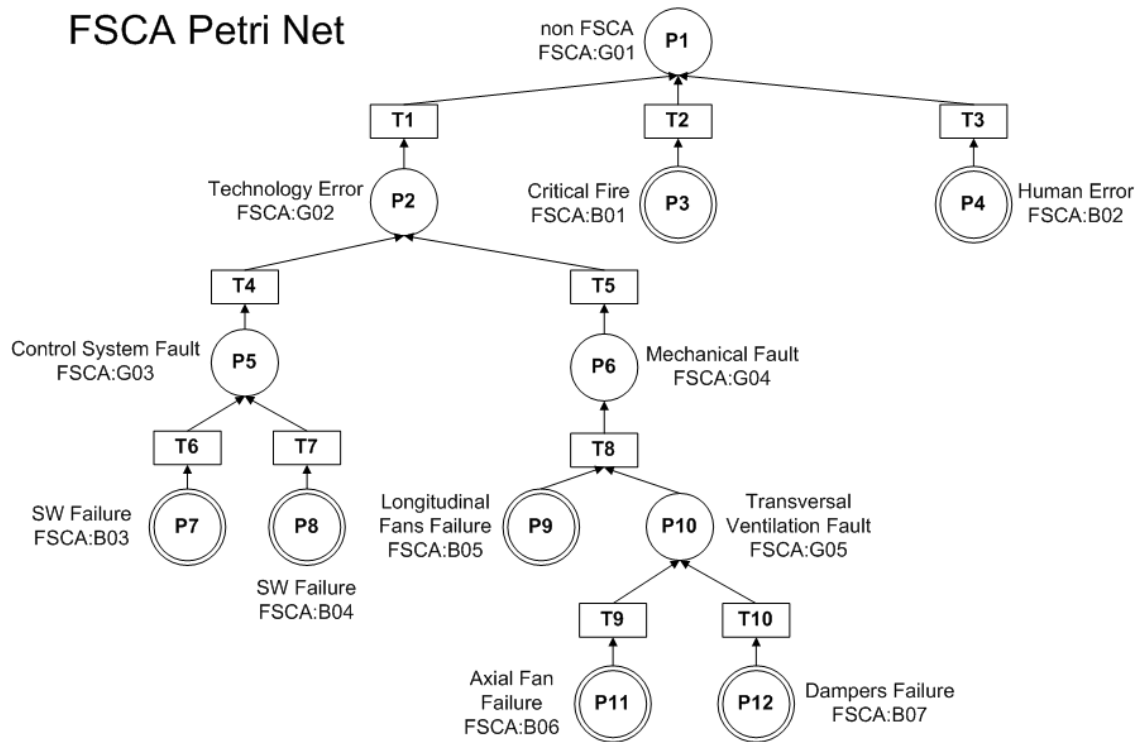 FSCA Petri Net
non FSCA
FSCA:G01
P1
T1
T2
T3
Technology Error
FSCA:G02
P2
Critical Fire
FSCA:B01
P3
P4
Human Error
FSCA:B02
T4
T5
Control System Fault
FSCA:G03
P5
P6
Mechanical Fault
FSCA:G04
T6
T7
T8
SW Failure
FSCA:B03
P7
P8
SW Failure
FSCA:B04
Longitudinal
Fans Failure
FSCA:B05
P9
P10
Transversal
Ventilation Fault
FSCA:G05
T9
T10
Axial Fan
Failure
FSCA:B06
P11
P12
Dampers Failure
FSCA:B07